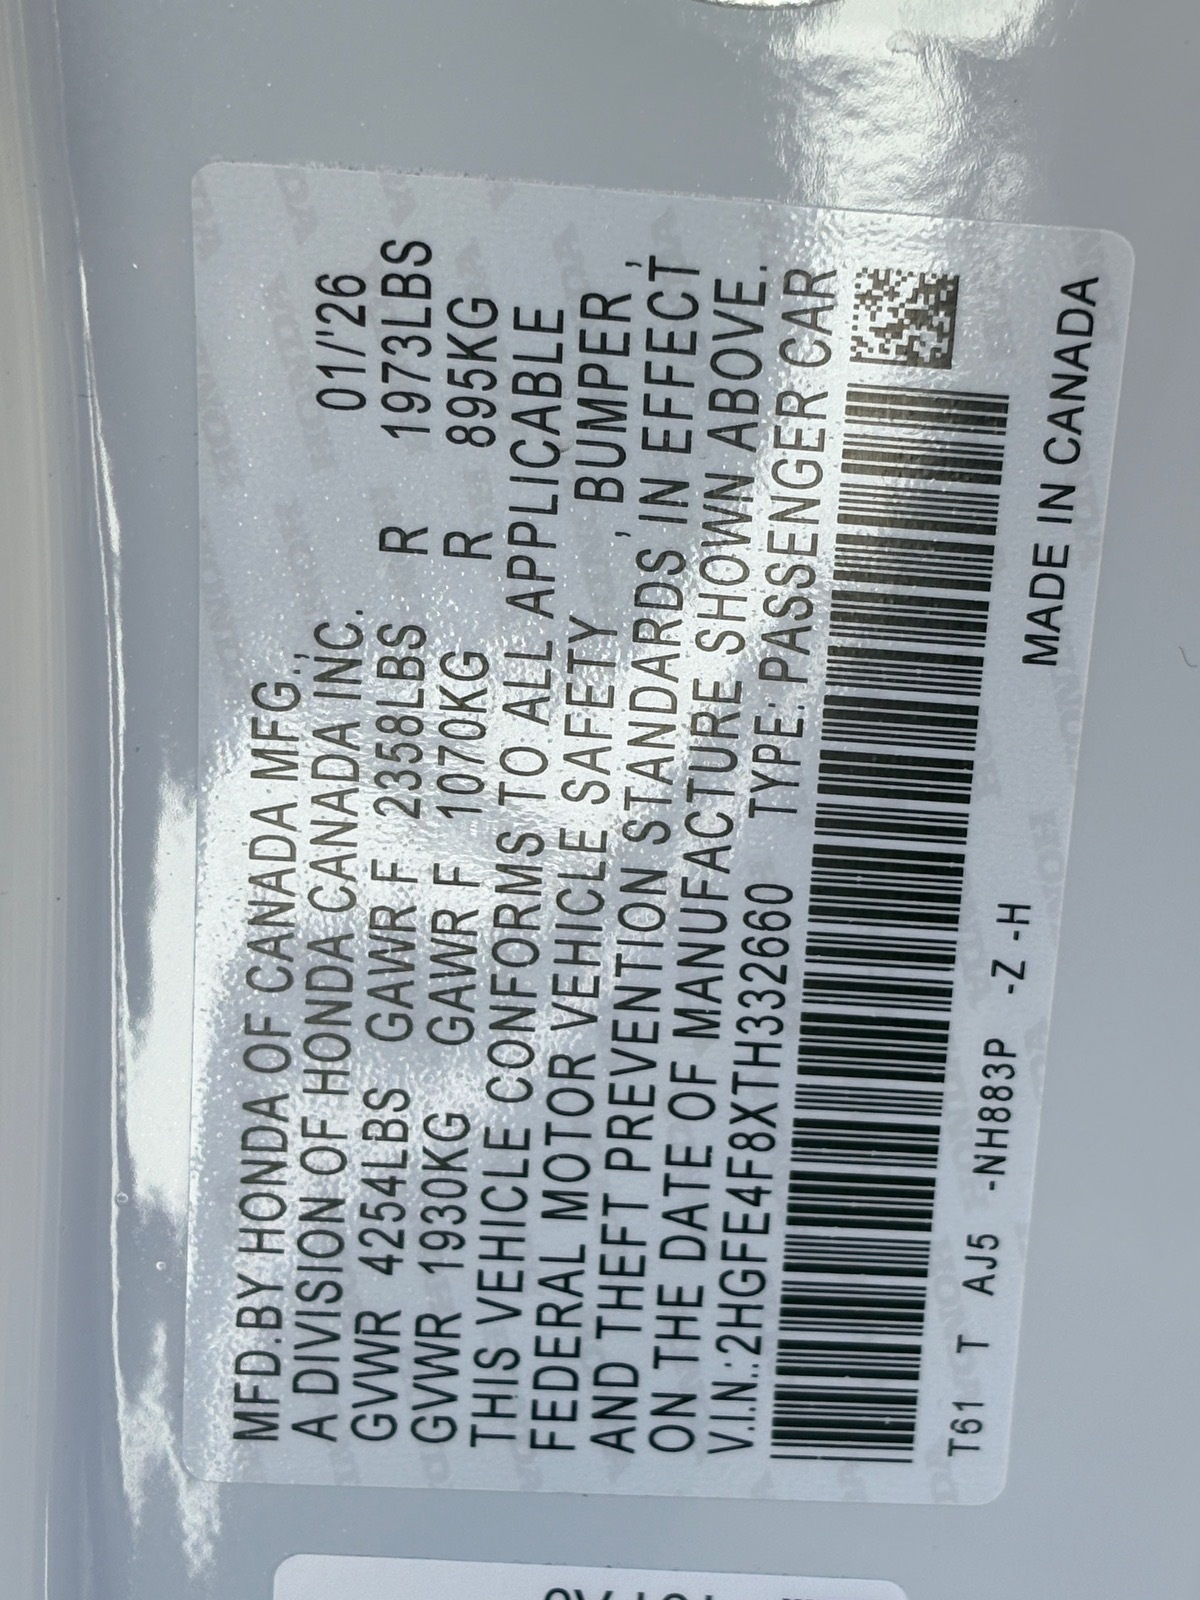 MFD.BY HONDA OF CANADA MFG.,
A DIVISION OF HONDA CANADA INC. 01/'26
GVWR 4254LBS GAWR F 2358LBS R 1973LBS
GVWR 1930KG GAWR F 1070KG R 895KG
THIS VEHICLE CONFORMS TO ALL APPLICABLE
FEDERAL MOTOR VEHICLE SAFETY , BUMPER ,
AND THEFT PREVENTION STANDARDS IN EFFECT
ON THE DATE OF MANUFACTURE SHOWN ABOVE.
V.I.N.:2HGFE4F8XTH332660 TYPE: PASSENGER CAR
T61 T AJ5 -NH883P -Z -H MADE IN CANADA